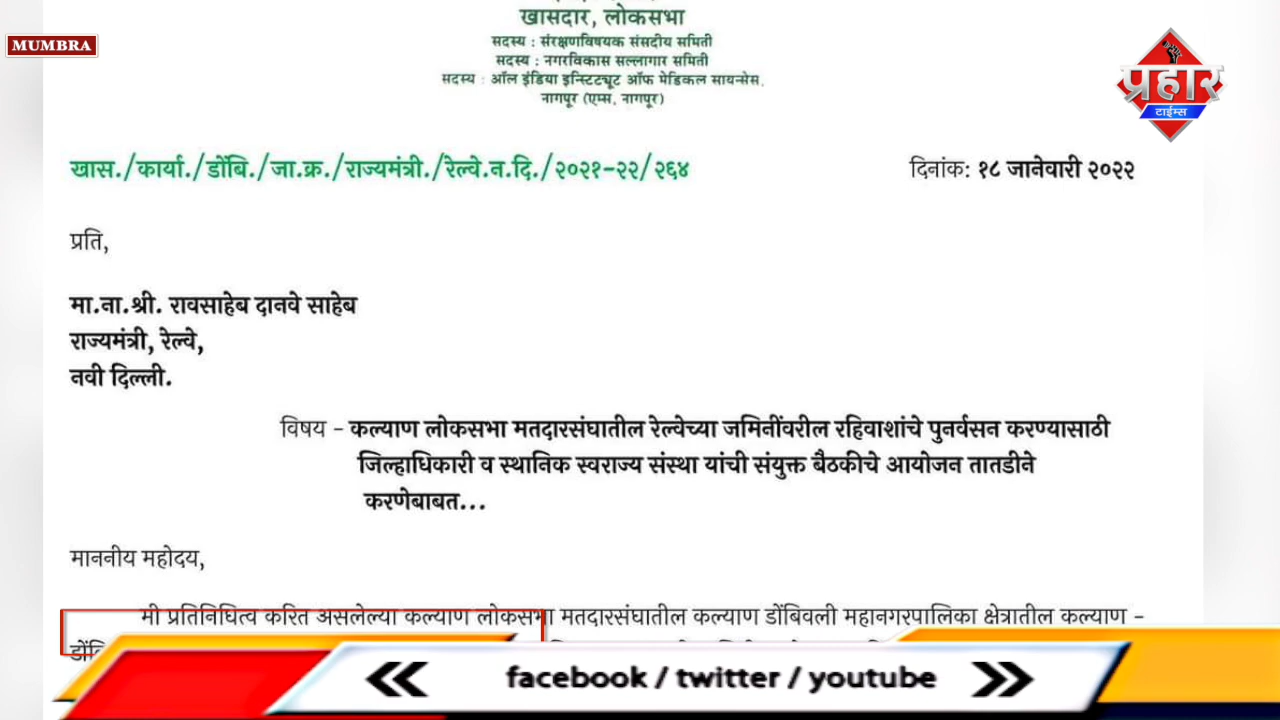 खासदार, लोकसभा
सदस्य : संरक्षणविषयक संसदीय समिती
सदस्य : नगरविकास सल्लागार समिती
सदस्य : ऑल इंडिया इन्स्टिट्यूट ऑफ मेडिकल सायन्सेस,
नागपूर (एम्स, नागपूर)
MUMBRA
प्रहार
टाईम्स
खास./कार्या./डोंबि./जा.क्र./राज्यमंत्री./रेल्वे.न.दि./२०२१-२२/२६४
दिनांक: १८ जानेवारी २०२२
प्रति,
मा.ना.श्री. रावसाहेब दानवे साहेब
राज्यमंत्री, रेल्वे,
नवी दिल्ली.
विषय - कल्याण लोकसभा मतदारसंघातील रेल्वेच्या जमिनींवरील रहिवाशांचे पुनर्वसन करण्यासाठी
जिल्हाधिकारी व स्थानिक स्वराज्य संस्था यांची संयुक्त बैठकीचे आयोजन तातडीने
करणेबाबत...
माननीय महोदय,
मी प्रतिनिधित्व करित असलेल्या कल्याण लोकसभा मतदारसंघातील कल्याण डोंबिवली महानगरपालिका क्षेत्रातील कल्याण -
facebook / twitter / youtube